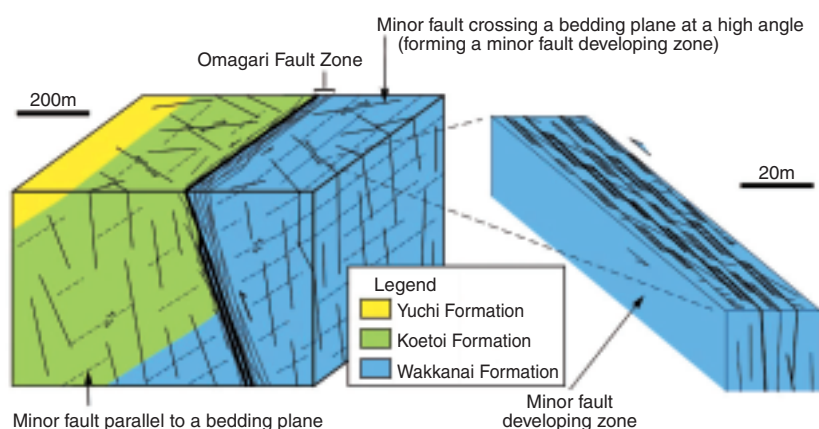 Minor fault crossing a bedding plane at a high angle
(forming a minor fault developing zone)
Omagari Fault Zone
200m
20m
Legend
Yuchi Formation
Koetoi Formation
Wakkanai Formation
Minor fault parallel to a bedding plane
Minor fault
developing zone